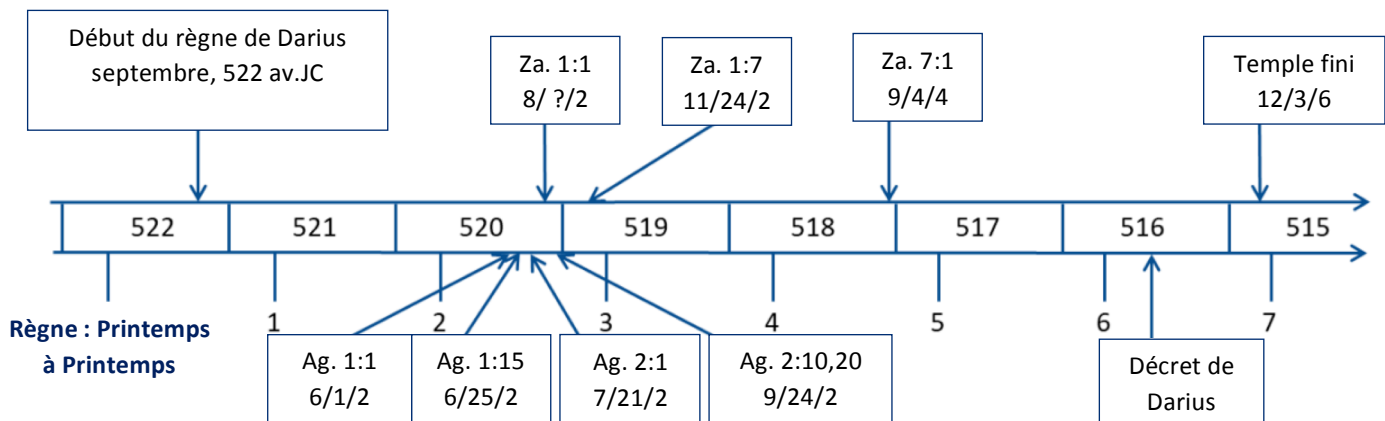 Début du règne de Darius
septembre, 522 av.JC
Za. 1:1
8/ ?/2
Za. 1:7
11/24/2
Za. 7:1
9/4/4
Temple fini
12/3/6
522
521
520
519
518
517
516
515
Règne : Printemps
à Printemps
1
2
3
4
5
6
7
Ag. 1:1
6/1/2
Ag. 1:15
6/25/2
Ag. 2:1
7/21/2
Ag. 2:10,20
9/24/2
Décret de
Darius